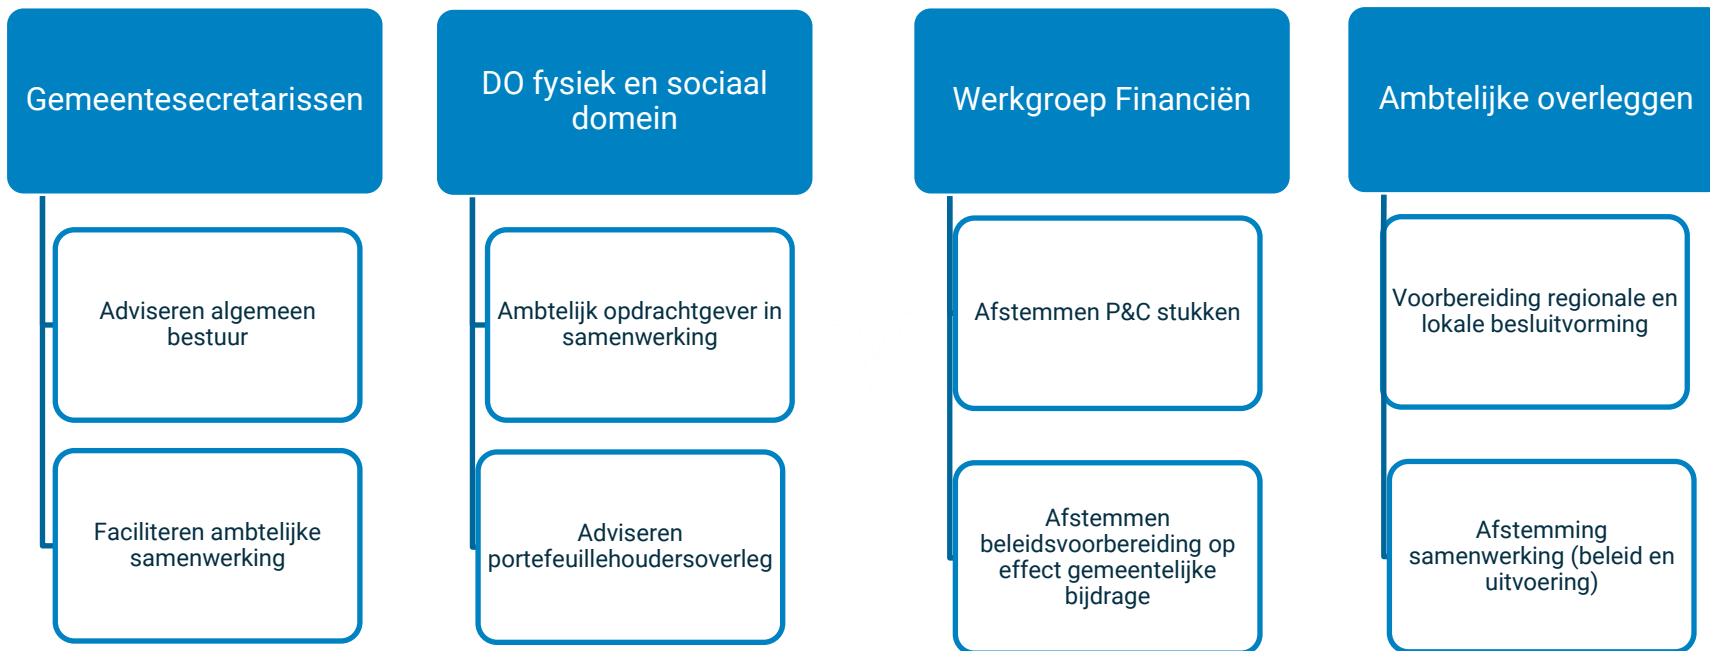 Gemeentesecretarissen
Adviseren algemeen
bestuur
Faciliteren ambtelijke
samenwerking
DO fysiek en sociaal
domein
Ambtelijk opdrachtgever in
samenwerking
Adviseren
portefeuillehoudersoverleg
Werkgroep Financiën
Afstemmen P&C stukken
Afstemmen
beleidsvoorbereiding op
effect gemeentelijke
bijdrage
Ambtelijke overleggen
Voorbereiding regionale en
lokale besluitvorming
Afstemming
samenwerking (beleid en
uitvoering)